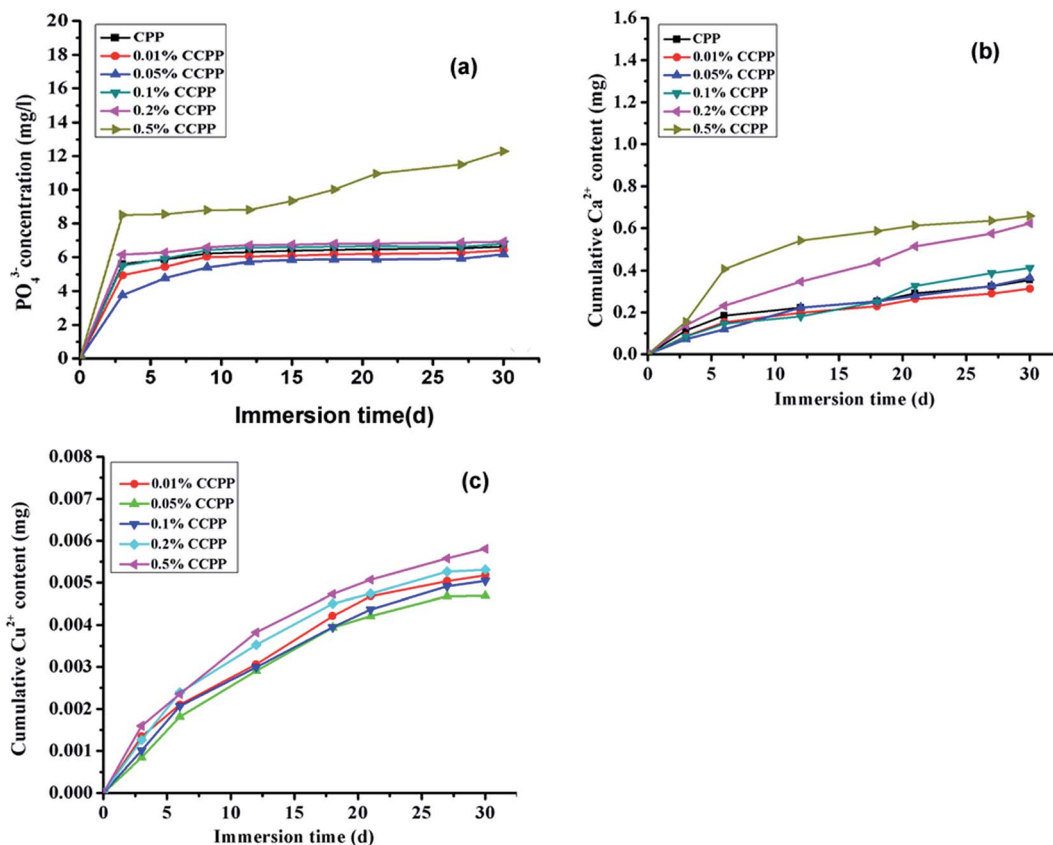 20
18
16
14
12
10
8
6
4
2
0
PO₄³⁻ concentration (mg/l)
CPP
0.01% CCPP
0.05% CCPP
0.1% CCPP
0.2% CCPP
0.5% CCPP
(a)
0 5 10 15 20 25 30
Immersion time(d)
1.6
1.4
1.2
1.0
0.8
0.6
0.4
0.2
0.0
Cumulative Ca²⁺ content (mg)
CPP
0.01% CCPP
0.05% CCPP
0.1% CCPP
0.2% CCPP
0.5% CCPP
(b)
0 5 10 15 20 25 30
Immersion time (d)
0.008
0.007
0.006
0.005
0.004
0.003
0.002
0.001
0.000
Cumulative Cu²⁺ content (mg)
0.01% CCPP
0.05% CCPP
0.1% CCPP
0.2% CCPP
0.5% CCPP
(c)
0 5 10 15 20 25 30
Immersion time (d)